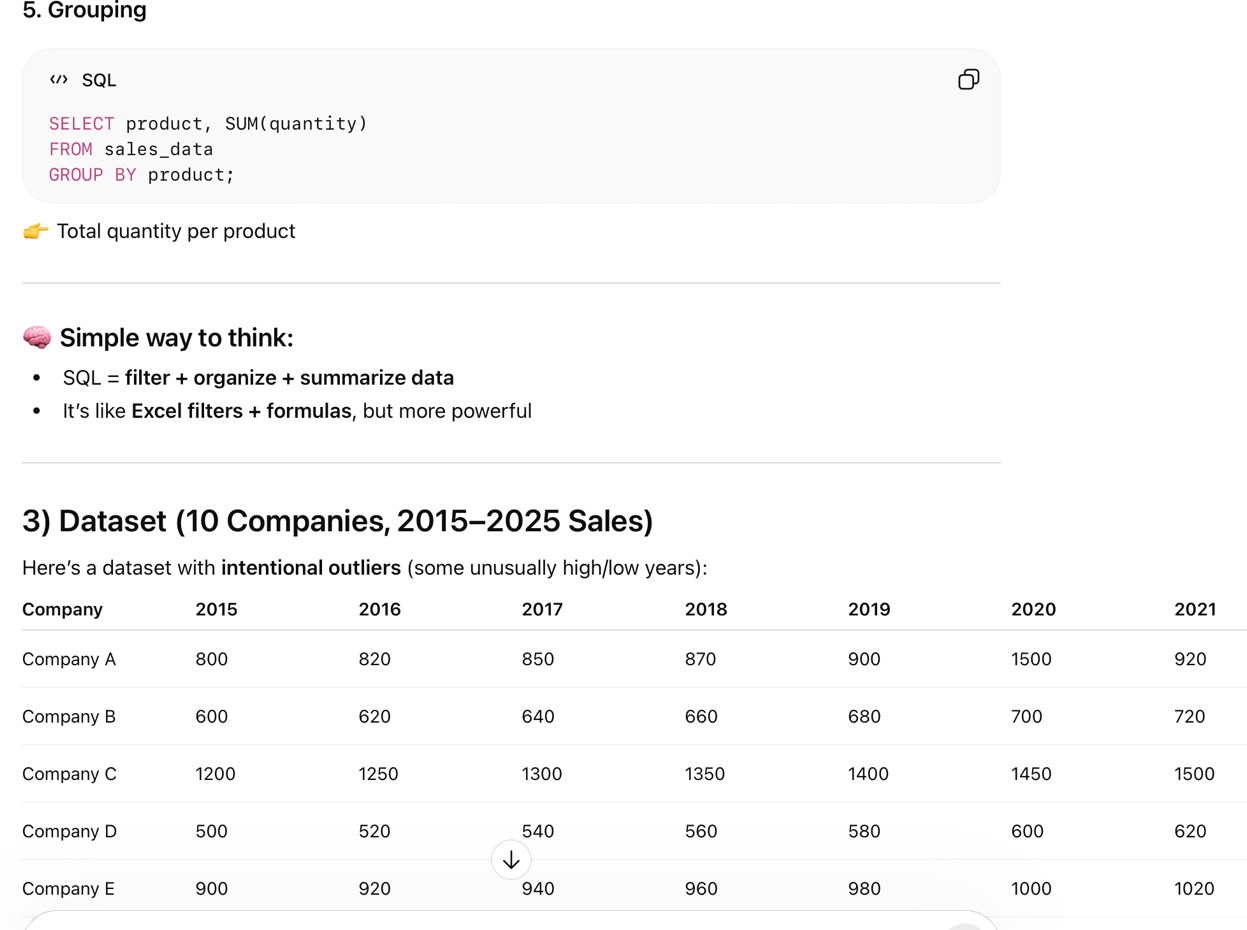 5. Grouping
SQL
SELECT product, SUM(quantity)
FROM sales_data
GROUP BY product;
👉 Total quantity per product
🧠 Simple way to think:
• SQL = filter + organize + summarize data
• It’s like Excel filters + formulas, but more powerful
3) Dataset (10 Companies, 2015–2025 Sales)
Here’s a dataset with intentional outliers (some unusually high/low years):
Company 2015 2016 2017 2018 2019 2020 2021
Company A 800 820 850 870 900 1500 920
Company B 600 620 640 660 680 700 720
Company C 1200 1250 1300 1350 1400 1450 1500
Company D 500 520 540 560 580 600 620
Company E 900 920 940 960 980 1000 1020